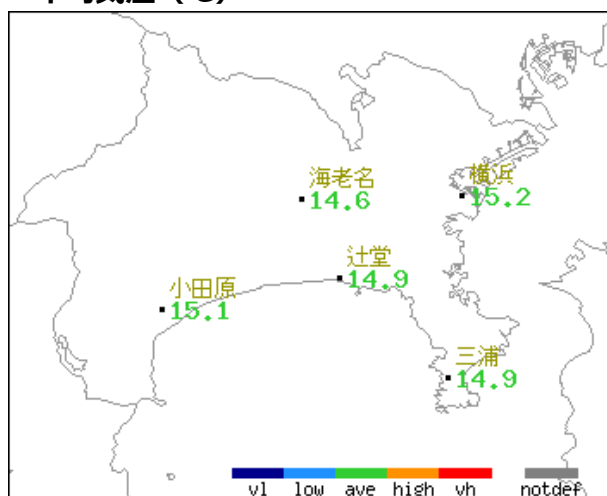 海老名
14.6
横浜
15.2
辻堂
14.9
小田原
15.1
三浦
14.9
vl low ave high vh notdef